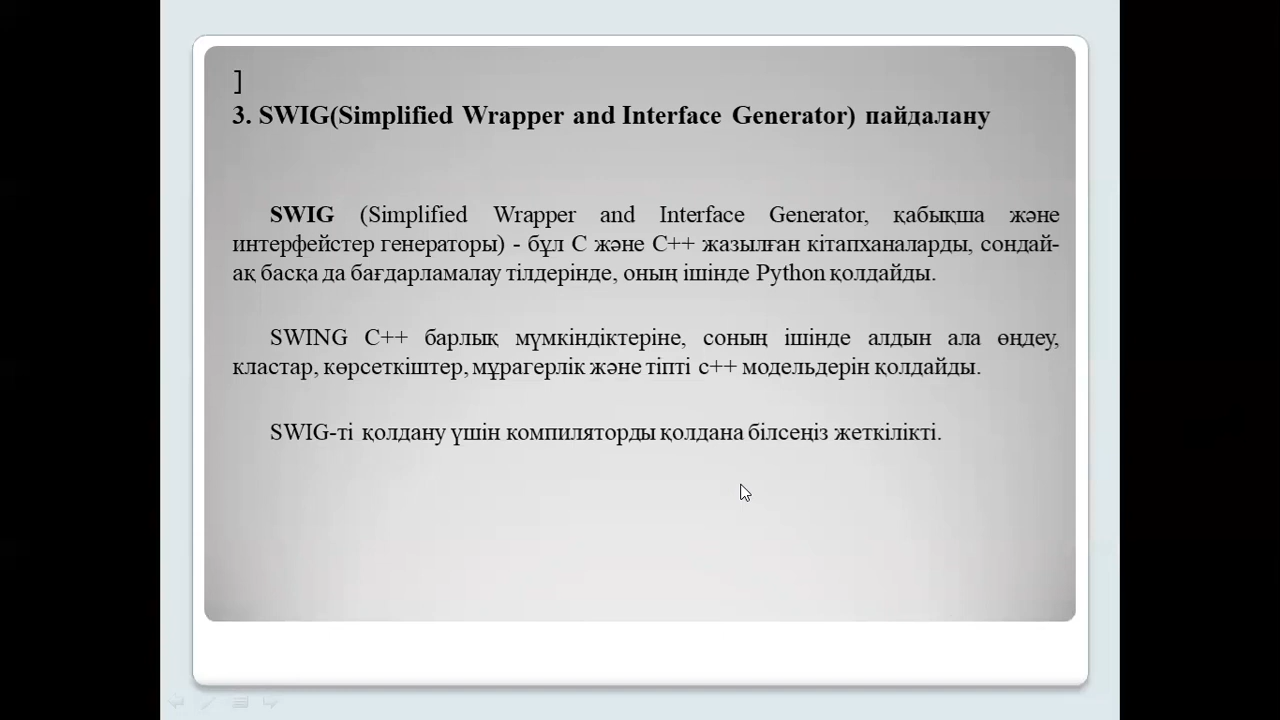 ]
3. SWIG(Simplified Wrapper and Interface Generator) пайдалану
SWIG (Simplified Wrapper and Interface Generator, қабықша және
интерфейстер генераторы) - бұл C және C++ жазылған кітапханаларды, сондай-
ақ басқа да бағдарламалау тілдерінде, оның ішінде Python қолдайды.
SWING C++ барлық мүмкіндіктеріне, соның ішінде алдын ала өңдеу,
кластар, көрсеткіштер, мұрагерлік және тіпті с++ модельдерін қолдайды.
SWIG-ті қолдану үшін компиляторды қолдана білсеңіз жеткілікті.